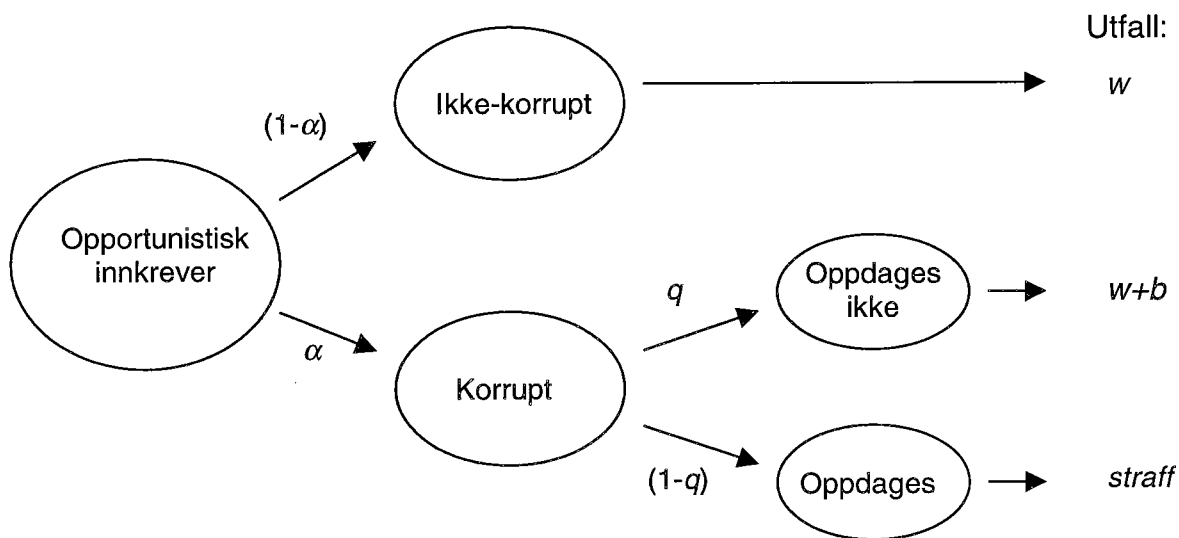 Utfall:
Ikke-korrupt
w
(1-α)
Opportunistisk
innkrever
Oppdages
ikke
q
w+b
α
Korrupt
(1-q)
Oppdages
straff